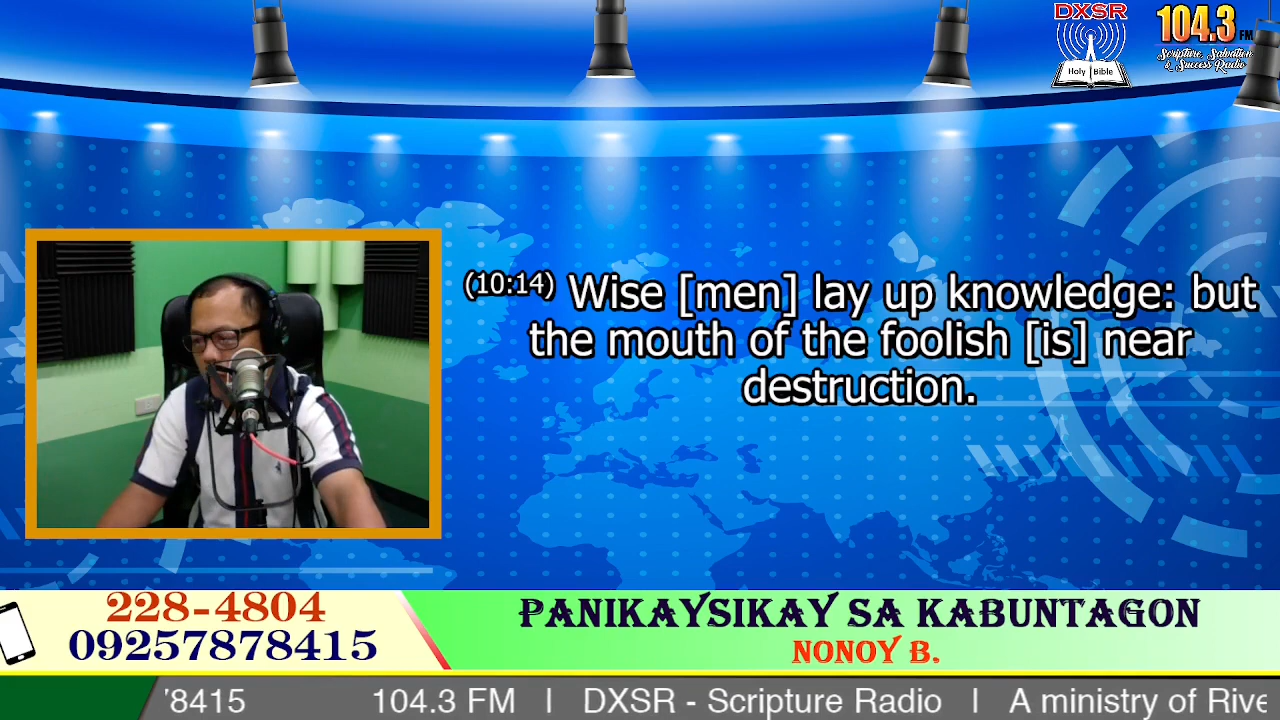 DXSR
Holy Bible
104.3 FM
Scripture, Salvation
& Success Radio
(10:14) Wise [men] lay up knowledge: but
the mouth of the foolish [is] near
destruction.
228-4804
09257878415
PANIKAYSIKAY SA KABUNTAGON
NONOY B.
'8415 104.3 FM I DXSR - Scripture Radio I A ministry of Rive